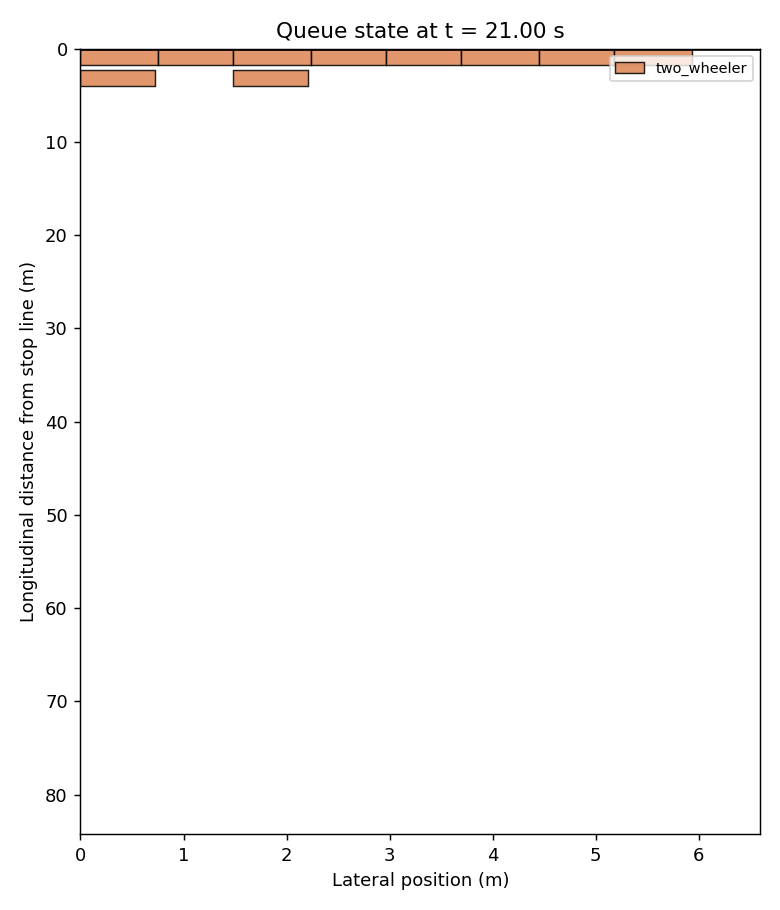 Queue state at t = 21.00 s
two_wheeler
0
10
20
30
40
50
60
70
80
Longitudinal distance from stop line (m)
0 1 2 3 4 5 6
Lateral position (m)